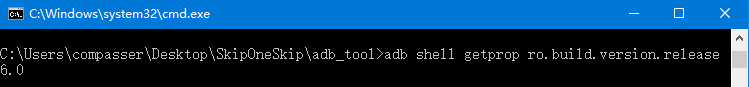 C:\Windows\system32\cmd.exe
C:\Users\compasser\Desktop\SkipOneSkip\adb_tool>adb shell getprop ro.build.version.release
6.0